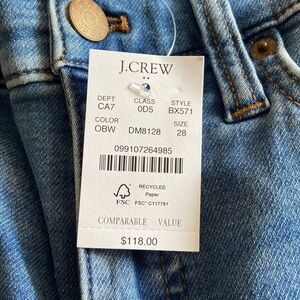 J.CREW
DEPT CLASS STYLE
CA7 0D5 BX571
COLOR SIZE
OBW DM8128 28
099107264985
RECYCLED
Paper
FSC FSC® C117781
COMPARABLE VALUE
$118.00